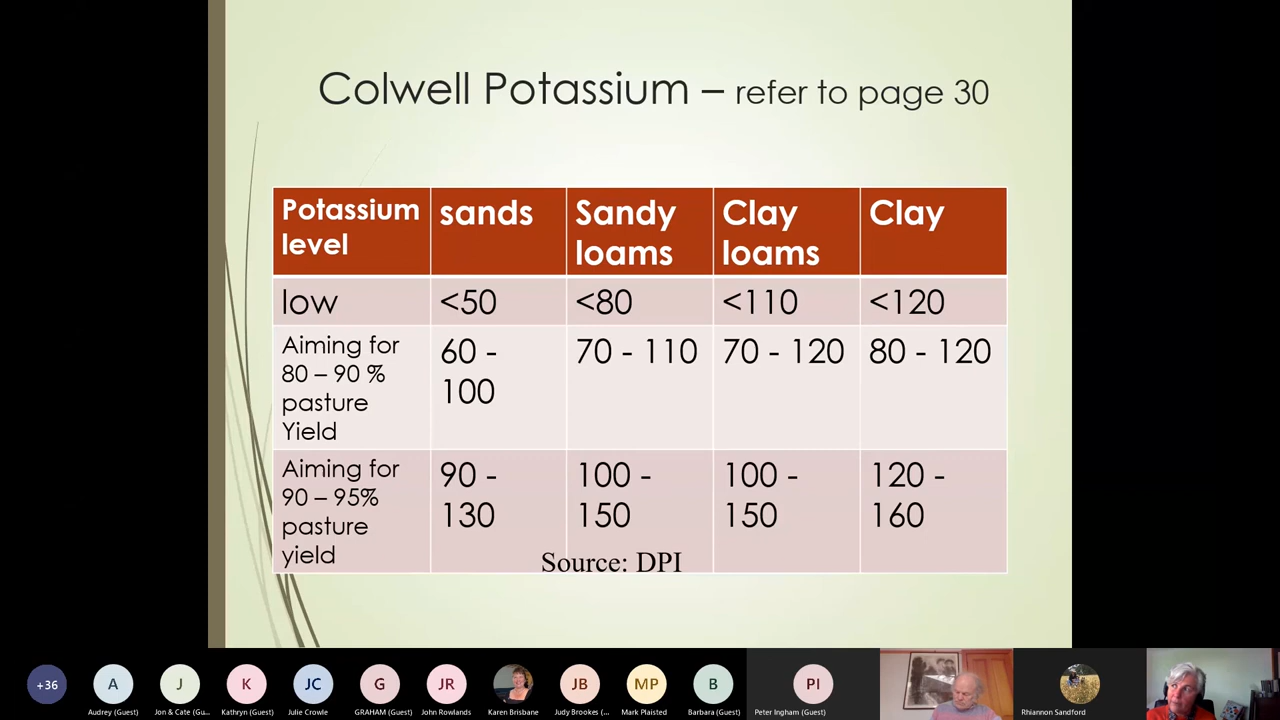 Colwell Potassium – refer to page 30
Potassium level
sands
Sandy loams
Clay loams
Clay
low
<50
<80
<110
<120
Aiming for 80 – 90 % pasture Yield
60 - 100
70 - 110
70 - 120
80 - 120
Aiming for 90 – 95% pasture yield
90 - 130
100 - 150
100 - 150
120 - 160
Source: DPI
+36
A
J
K
JC
G
JR
JB
MP
B
PI
Audrey (Guest)
Jon & Cate (Gu...
Kathryn (Guest)
Julie Crowle
GRAHAM (Guest)
John Rowlands
Karen Brisbane
Judy Brookes (...
Mark Plaisted
Barbara (Guest)
Peter Ingham (Guest)
Rhiannon Sandford